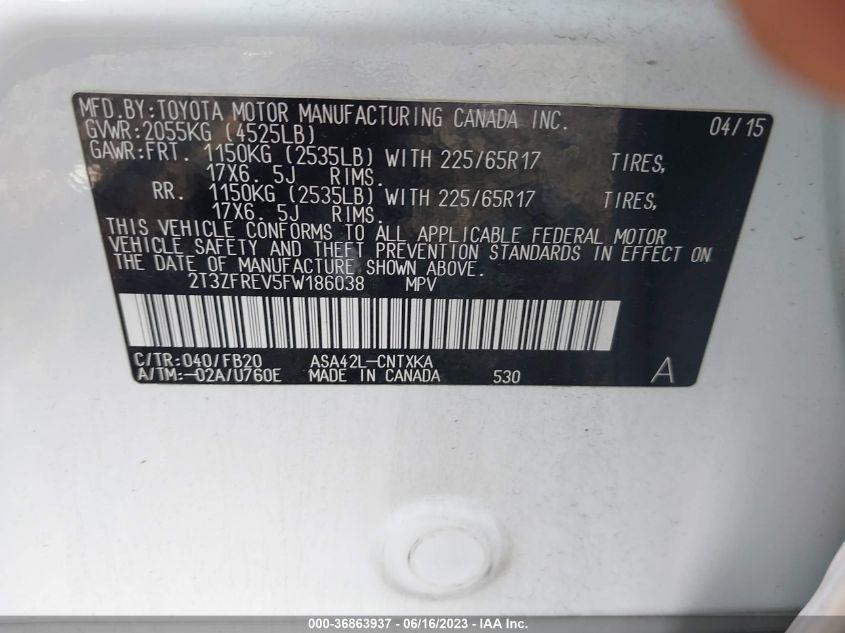 MFD.BY:TOYOTA MOTOR MANUFACTURING CANADA INC. 04/15
GVWR:2055KG (4525LB)
GAWR:FRT. 1150KG (2535LB) WITH 225/65R17 TIRES,
17X6. 5J RIMS.
RR. 1150KG (2535LB) WITH 225/65R17 TIRES,
17X6. 5J RIMS.
THIS VEHICLE CONFORMS TO ALL APPLICABLE FEDERAL MOTOR
VEHICLE SAFETY AND THEFT PREVENTION STANDARDS IN EFFECT ON
THE DATE OF MANUFACTURE SHOWN ABOVE.
2T3ZFREV5FW186038 MPV
C/TR:040/FB20 ASA42L-CNTXKA
A/TM:-02A/U760E MADE IN CANADA 530 A
000-36863937 - 06/16/2023 - IAA Inc.